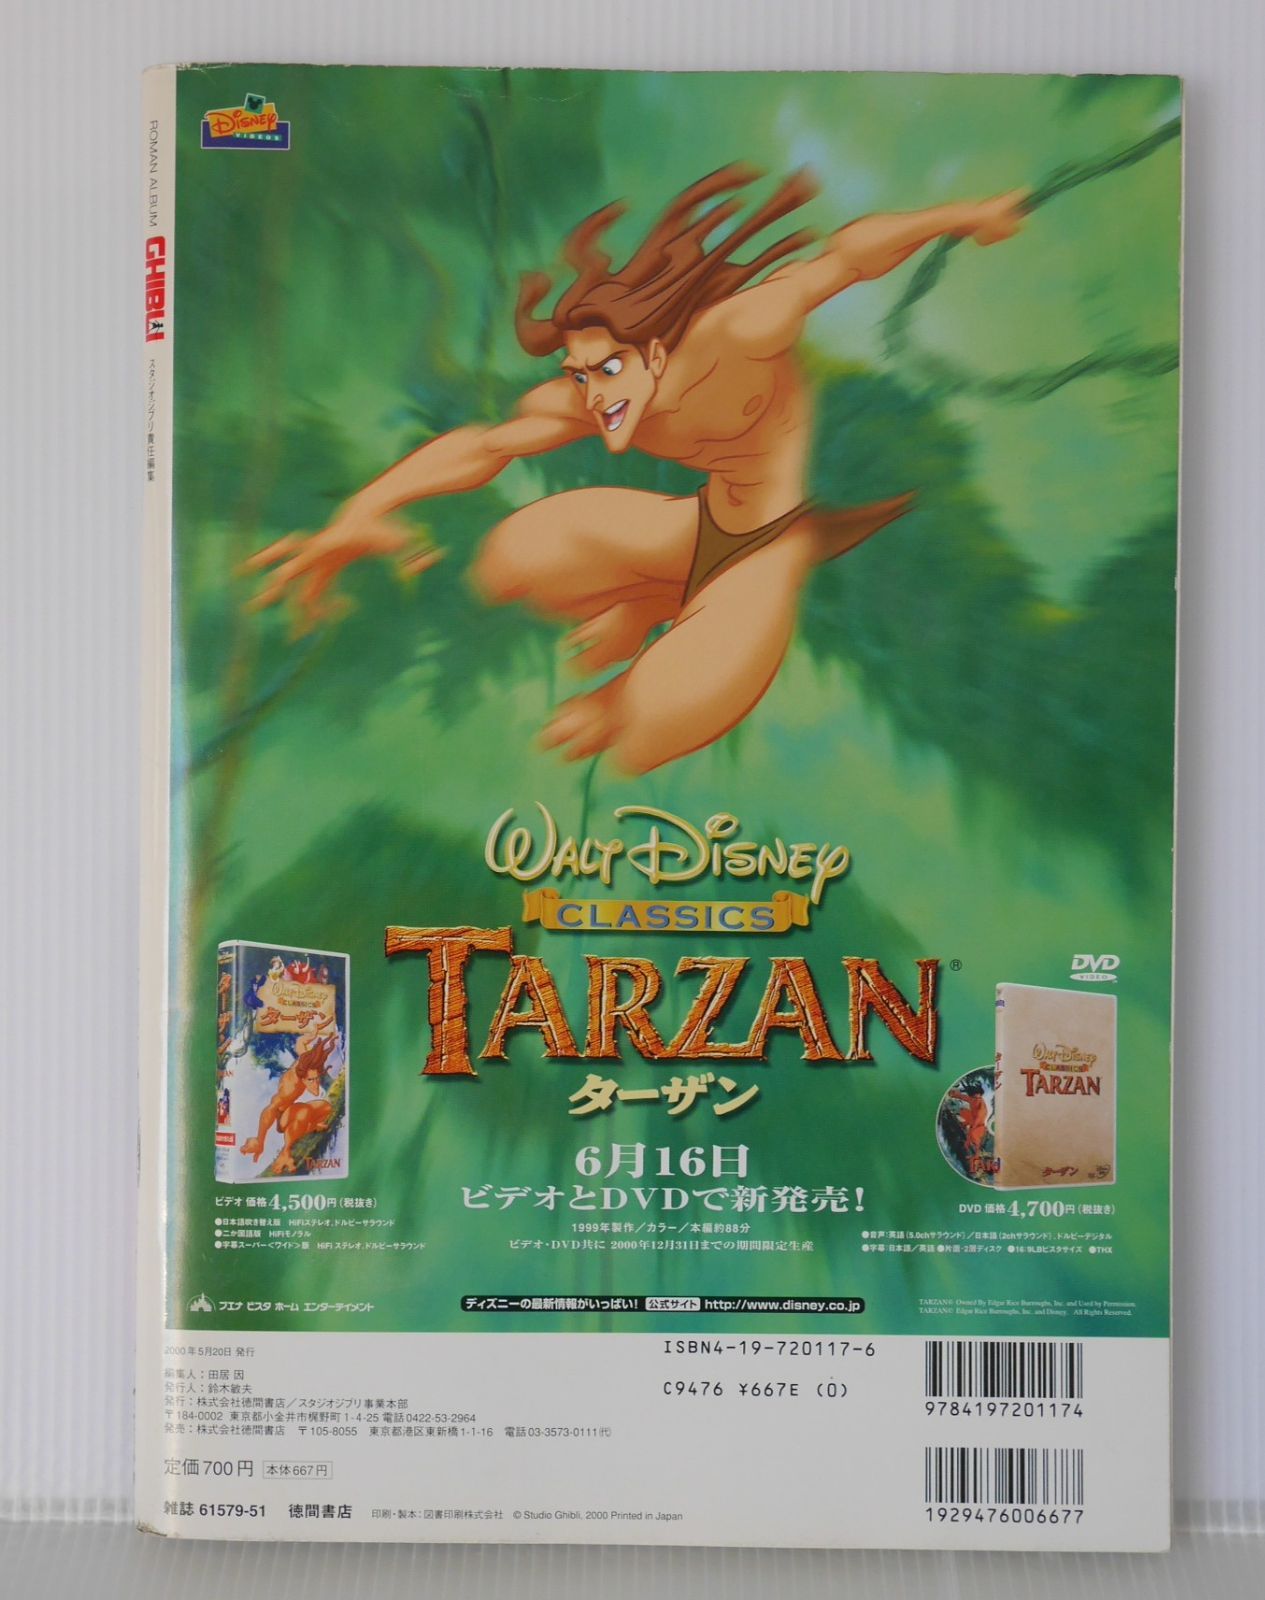 Disney
VIDEOS
ROMAN ALBUM GHIBLI スタジオジブリ責任編集
WALT DISNEY
CLASSICS
TARZAN®
ターザン
6月16日
ビデオとDVDで新発売!
1999年製作/カラー/本編約88分
ビデオ・DVD共に 2000年12月31日までの期間限定生産
WALT DISNEY
CLASSICS
ターザン
TARZAN
ビデオ 価格4,500円(税抜き)
●日本語吹き替え版 HiFiステレオ,ドルビーサラウンド
●二か国語版 HiFiモノラル
●字幕スーパー<ワイド>版 HiFi ステレオ,ドルビーサラウンド
DVD
VIDEO
WALT DISNEY
CLASSICS
TARZAN
ターザン
DVD 価格4,700円(税抜き)
●音声:英語(5.0chサラウンド)/日本語(2chサラウンド),ドルビーデジタル
●字幕:日本語/英語 ●片面・2層ディスク ●16:9LBビスタサイズ ●THX
ブエナ ビスタ ホーム エンターテイメント
ディズニーの最新情報がいっぱい! 公式サイト http://www.disney.co.jp
TARZAN® Owned By Edgar Rice Burroughs, Inc. and Used by Permission.
TARZAN® Edgar Rice Burroughs, Inc. and Disney. All Rights Reserved.
2000年5月20日 発行
編集人:田居 因
発行人:鈴木敏夫
発行:株式会社徳間書店/スタジオジブリ事業本部
〒184-0002 東京都小金井市梶野町1-4-25 電話0422-53-2964
発売:株式会社徳間書店 〒105-8055 東京都港区東新橋1-1-16 電話03-3573-0111(代)
定価700円 本体667円
雑誌 61579-51 徳間書店 印刷・製本:図書印刷株式会社 © Studio Ghibli, 2000 Printed in Japan
ISBN4-19-720117-6
C9476 ¥667E (0)
9784197201174
1929476006677